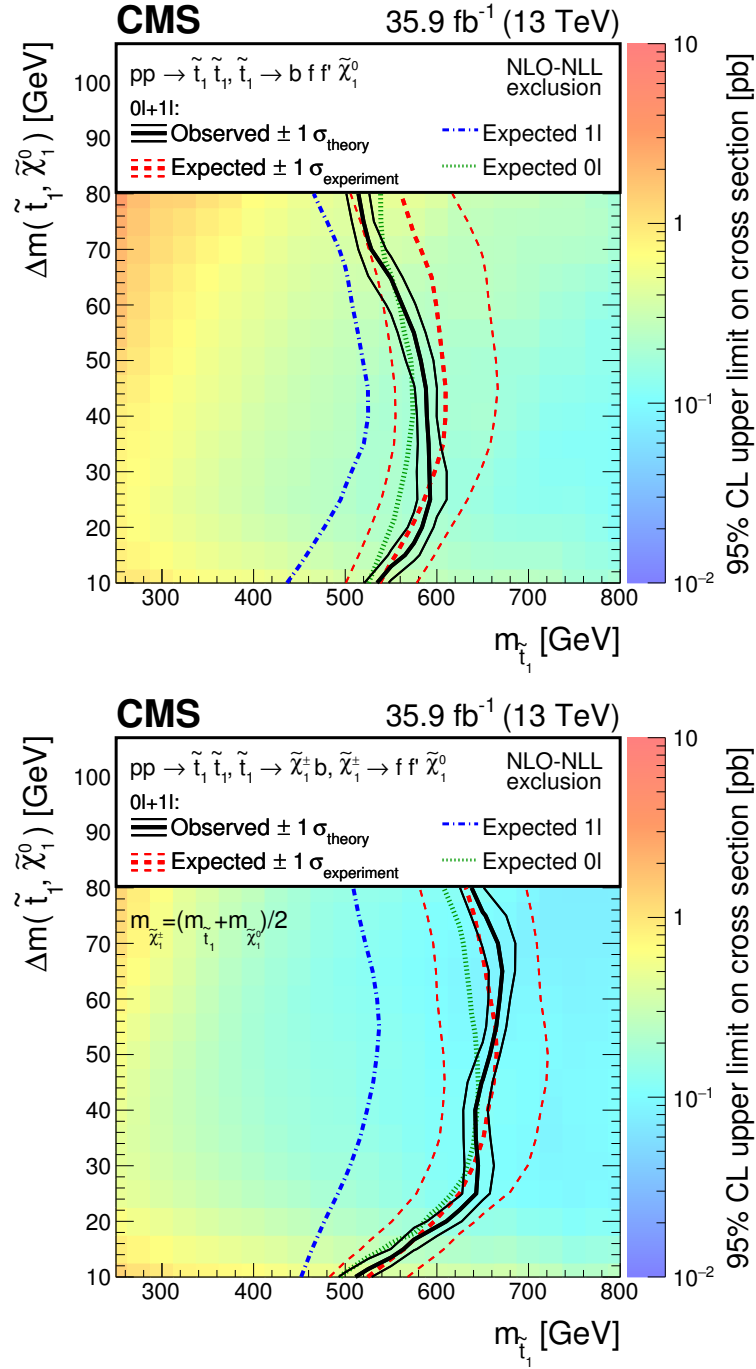 CMS 35.9 fb⁻¹ (13 TeV)
pp → t̃₁ t̃₁, t̃₁ → b f f' χ̃₁⁰ NLO-NLL exclusion
0l+1l:
Observed ± 1 σ_theory Expected 1l
Expected ± 1 σ_experiment Expected 0l
Δm( t̃₁, χ̃₁⁰ ) [GeV]
100
90
80
70
60
50
40
30
20
10
300 400 500 600 700 800
m_t̃₁ [GeV]
10
1
10⁻¹
10⁻²
95% CL upper limit on cross section [pb]
CMS 35.9 fb⁻¹ (13 TeV)
pp → t̃₁ t̃₁, t̃₁ → χ̃₁± b, χ̃₁± → f f' χ̃₁⁰ NLO-NLL exclusion
0l+1l:
Observed ± 1 σ_theory Expected 1l
Expected ± 1 σ_experiment Expected 0l
m_χ̃₁± =(m_t̃₁ +m_χ̃₁⁰ )/2
Δm( t̃₁, χ̃₁⁰ ) [GeV]
100
90
80
70
60
50
40
30
20
10
300 400 500 600 700 800
m_t̃₁ [GeV]
10
1
10⁻¹
10⁻²
95% CL upper limit on cross section [pb]